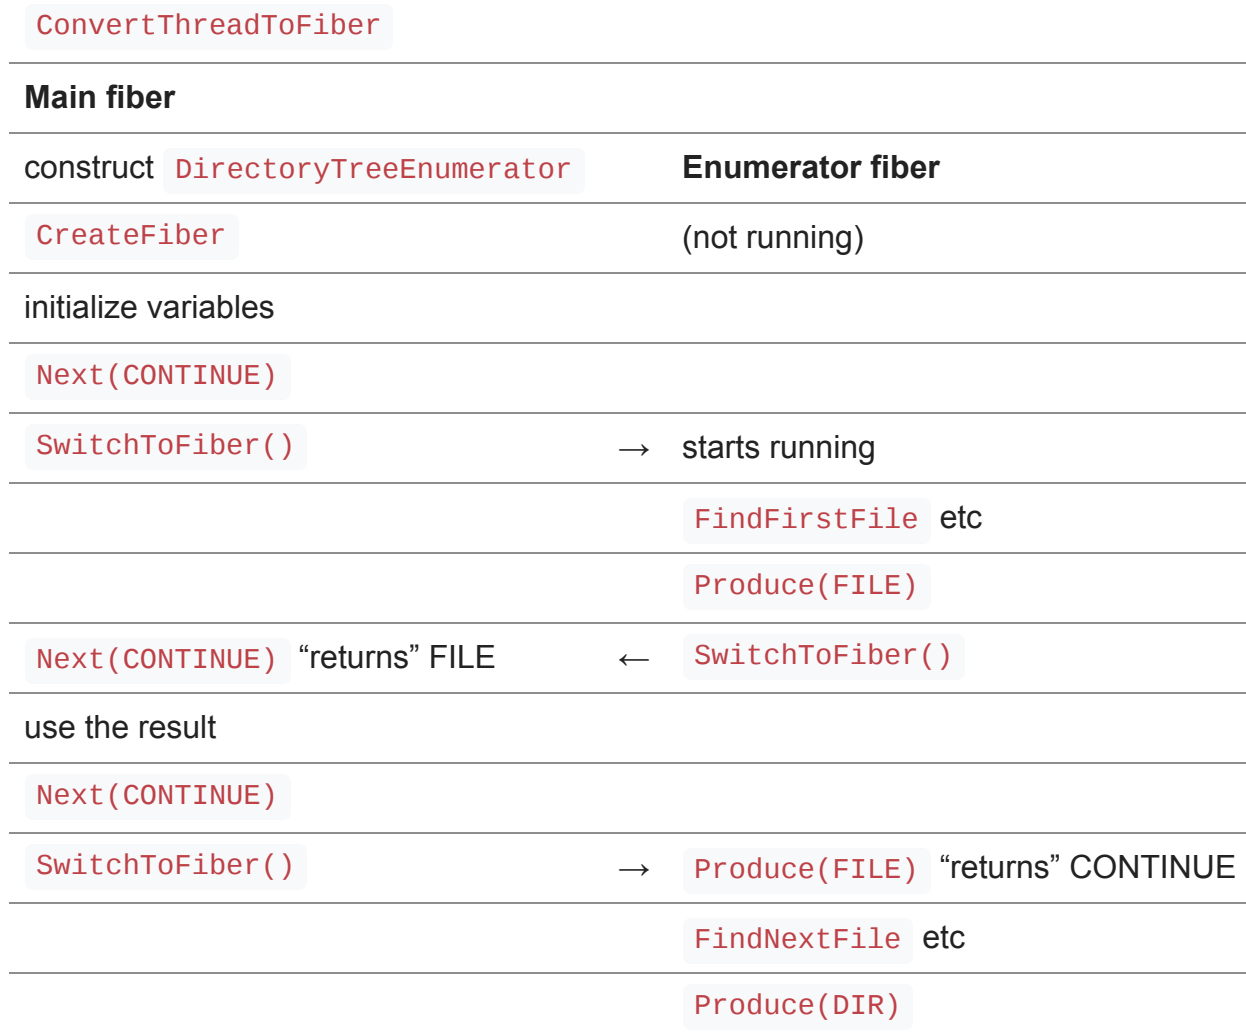 ConvertThreadToFiber
Main fiber
construct DirectoryTreeEnumerator Enumerator fiber
CreateFiber (not running)
initialize variables
Next(CONTINUE)
SwitchToFiber() → starts running
FindFirstFile etc
Produce(FILE)
Next(CONTINUE) “returns” FILE ← SwitchToFiber()
use the result
Next(CONTINUE)
SwitchToFiber() → Produce(FILE) “returns” CONTINUE
FindNextFile etc
Produce(DIR)